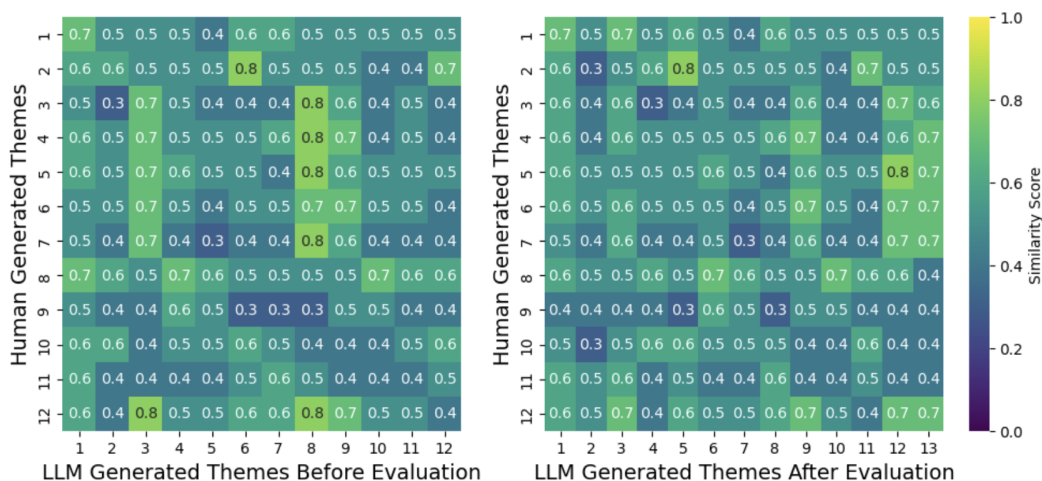 Human Generated Themes
1 0.7 0.5 0.5 0.5 0.4 0.6 0.6 0.5 0.5 0.5 0.5 0.5
2 0.6 0.6 0.5 0.5 0.5 0.8 0.5 0.5 0.5 0.4 0.4 0.7
3 0.5 0.3 0.7 0.5 0.4 0.4 0.4 0.8 0.6 0.4 0.5 0.4
4 0.6 0.5 0.7 0.5 0.5 0.5 0.6 0.8 0.7 0.4 0.5 0.4
5 0.6 0.5 0.7 0.6 0.5 0.5 0.4 0.8 0.6 0.5 0.5 0.4
6 0.6 0.5 0.7 0.5 0.4 0.5 0.5 0.7 0.7 0.5 0.5 0.4
7 0.5 0.4 0.7 0.4 0.3 0.4 0.4 0.8 0.6 0.4 0.4 0.4
8 0.7 0.6 0.5 0.7 0.6 0.5 0.5 0.5 0.5 0.7 0.6 0.6
9 0.5 0.4 0.4 0.6 0.5 0.3 0.3 0.3 0.5 0.5 0.4 0.4
10 0.6 0.6 0.4 0.5 0.5 0.6 0.5 0.4 0.4 0.4 0.5 0.6
11 0.6 0.4 0.4 0.4 0.4 0.5 0.6 0.5 0.4 0.4 0.4 0.5
12 0.6 0.4 0.8 0.5 0.5 0.6 0.6 0.8 0.7 0.5 0.5 0.4
1 2 3 4 5 6 7 8 9 10 11 12
LLM Generated Themes Before Evaluation
Human Generated Themes
1 0.7 0.5 0.7 0.5 0.6 0.5 0.4 0.6 0.5 0.5 0.5 0.5 0.5
2 0.6 0.3 0.5 0.6 0.8 0.5 0.5 0.5 0.5 0.4 0.7 0.5 0.5
3 0.6 0.4 0.6 0.3 0.4 0.5 0.4 0.4 0.6 0.5 0.4 0.7 0.6
4 0.6 0.4 0.6 0.5 0.5 0.5 0.5 0.6 0.7 0.4 0.4 0.6 0.7
5 0.6 0.5 0.5 0.5 0.5 0.6 0.5 0.4 0.6 0.5 0.5 0.8 0.7
6 0.6 0.5 0.6 0.5 0.5 0.5 0.4 0.5 0.7 0.5 0.4 0.7 0.7
7 0.5 0.4 0.6 0.4 0.4 0.5 0.3 0.4 0.6 0.4 0.4 0.7 0.7
8 0.6 0.5 0.5 0.6 0.6 0.7 0.6 0.5 0.5 0.7 0.6 0.6 0.4
9 0.4 0.4 0.4 0.4 0.3 0.6 0.5 0.3 0.5 0.5 0.4 0.4 0.4
10 0.5 0.3 0.5 0.6 0.6 0.5 0.5 0.5 0.4 0.4 0.6 0.4 0.4
11 0.6 0.5 0.6 0.4 0.5 0.4 0.4 0.6 0.4 0.4 0.4 0.4 0.4
12 0.6 0.5 0.7 0.4 0.6 0.5 0.5 0.6 0.7 0.5 0.4 0.7 0.7
1 2 3 4 5 6 7 8 9 10 11 12 13
LLM Generated Themes After Evaluation
1.0
0.8
0.6
0.4
0.2
0.0
Similarity Score